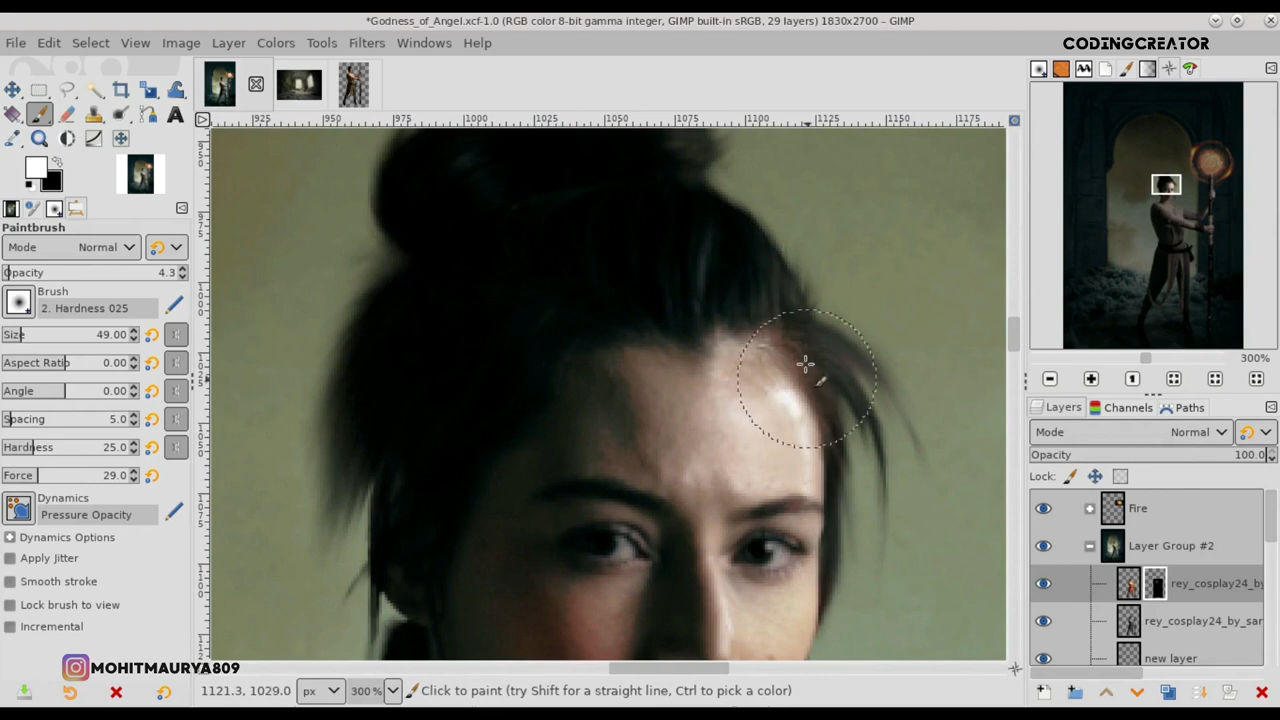 *Godness_of_Angel.xcf-1.0 (RGB color 8-bit gamma integer, GIMP built-in sRGB, 29 layers) 1830x2700 – GIMP
File Edit Select View Image Layer Colors Tools Filters Windows Help
CODINGCREATOR
925 950 975 1000 1025 1050 1075 1100 1125 1150 1175
Paintbrush
Mode Normal
Opacity 4.3
Brush
2. Hardness 025
Size 49.00
Aspect Ratio 0.00
Angle 0.00
Spacing 5.0
Hardness 25.0
Force 29.0
Dynamics
Pressure Opacity
Dynamics Options
Apply Jitter
Smooth stroke
Lock brush to view
Incremental
MOHITMAURYA809
1121.3, 1029.0 px 300% Click to paint (try Shift for a straight line, Ctrl to pick a color)
300%
Layers Channels Paths
Mode Normal
Opacity 100.0
Lock:
Fire
Layer Group #2
rey_cosplay24_by
rey_cosplay24_by_sar
new layer